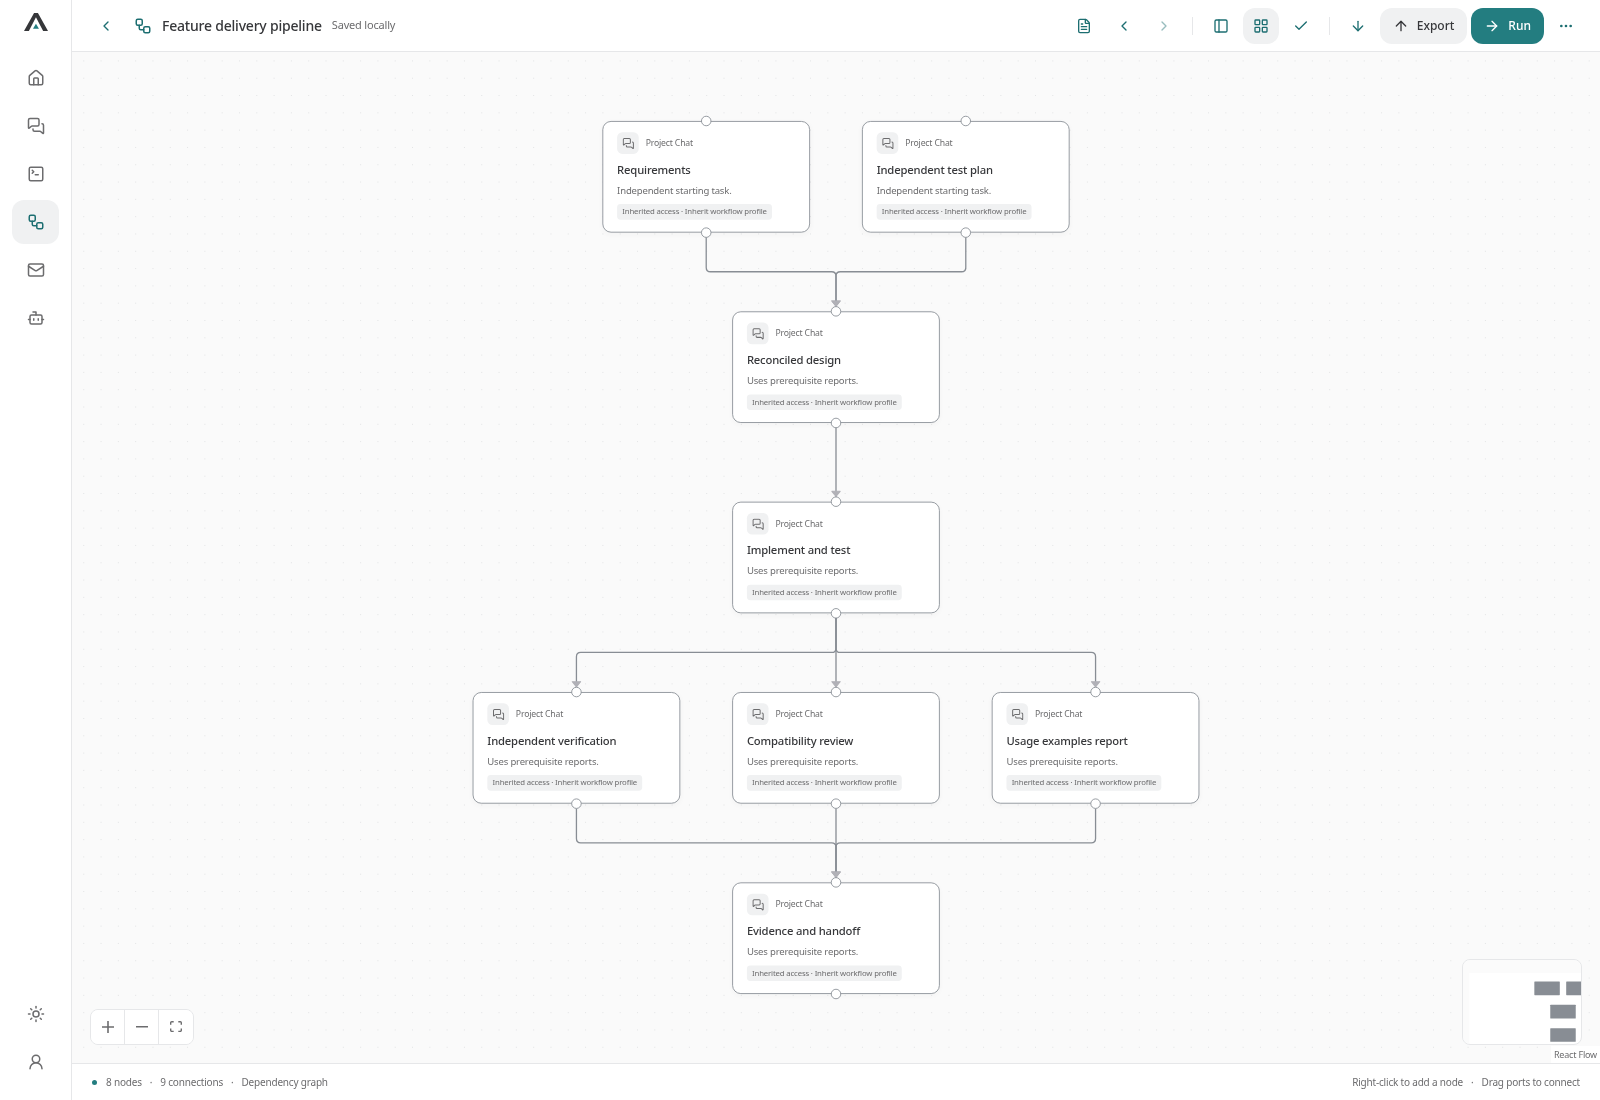 Feature delivery pipeline Saved locally
Export
Run
Project Chat
Requirements
Independent starting task.
Inherited access · Inherit workflow profile
Project Chat
Independent test plan
Independent starting task.
Inherited access · Inherit workflow profile
Project Chat
Reconciled design
Uses prerequisite reports.
Inherited access · Inherit workflow profile
Project Chat
Implement and test
Uses prerequisite reports.
Inherited access · Inherit workflow profile
Project Chat
Independent verification
Uses prerequisite reports.
Inherited access · Inherit workflow profile
Project Chat
Compatibility review
Uses prerequisite reports.
Inherited access · Inherit workflow profile
Project Chat
Usage examples report
Uses prerequisite reports.
Inherited access · Inherit workflow profile
Project Chat
Evidence and handoff
Uses prerequisite reports.
Inherited access · Inherit workflow profile
React Flow
8 nodes · 9 connections · Dependency graph
Right-click to add a node · Drag ports to connect